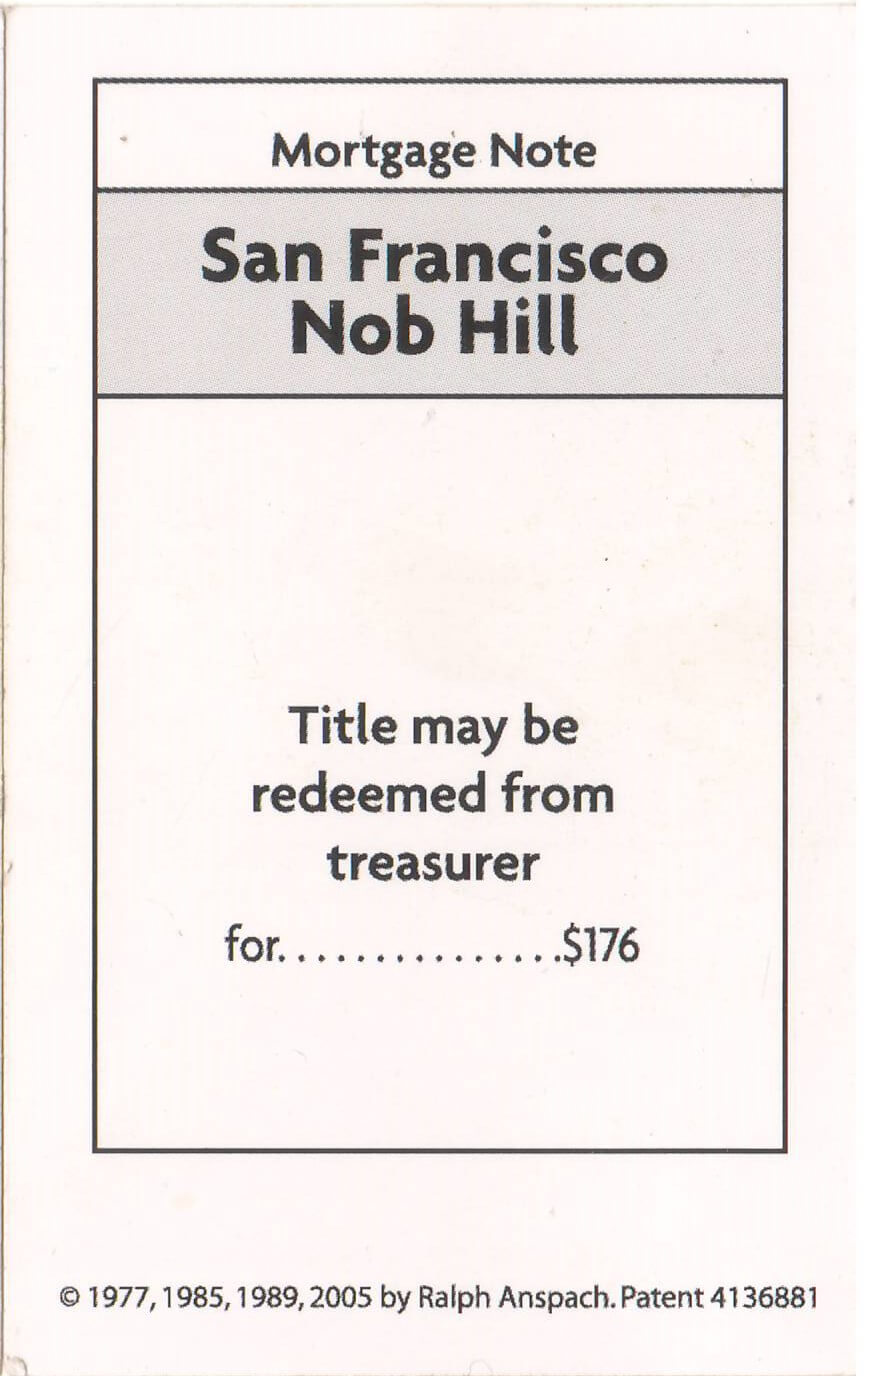 Mortgage Note
San Francisco
Nob Hill
Title may be
redeemed from
treasurer
for...............$176
© 1977, 1985, 1989, 2005 by Ralph Anspach. Patent 4136881